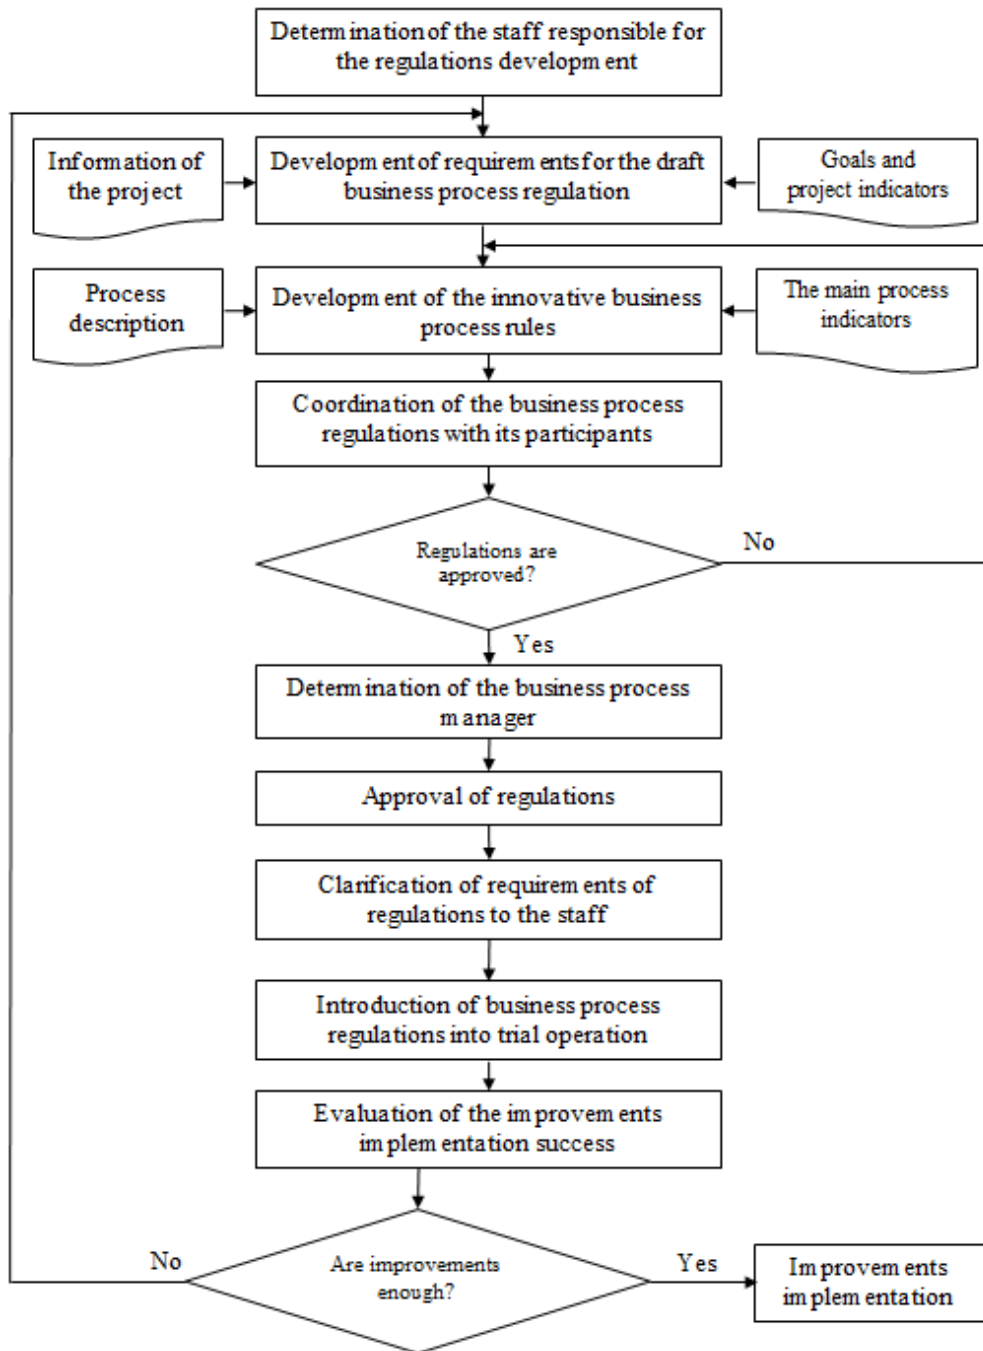 Determination of the staff responsible for
the regulations development
Information of
the project
Development of requirements for the draft
business process regulation
Goals and
project indicators
Process
description
Development of the innovative business
process rules
The main process
indicators
Coordination of the business process
regulations with its participants
Regulations are
approved?
No
Yes
Determination of the business process
manager
Approval of regulations
Clarification of requirements of
regulations to the staff
Introduction of business process
regulations into trial operation
Evaluation of the improvements
implementation success
No
Are improvements
enough?
Yes
Improvements
implementation